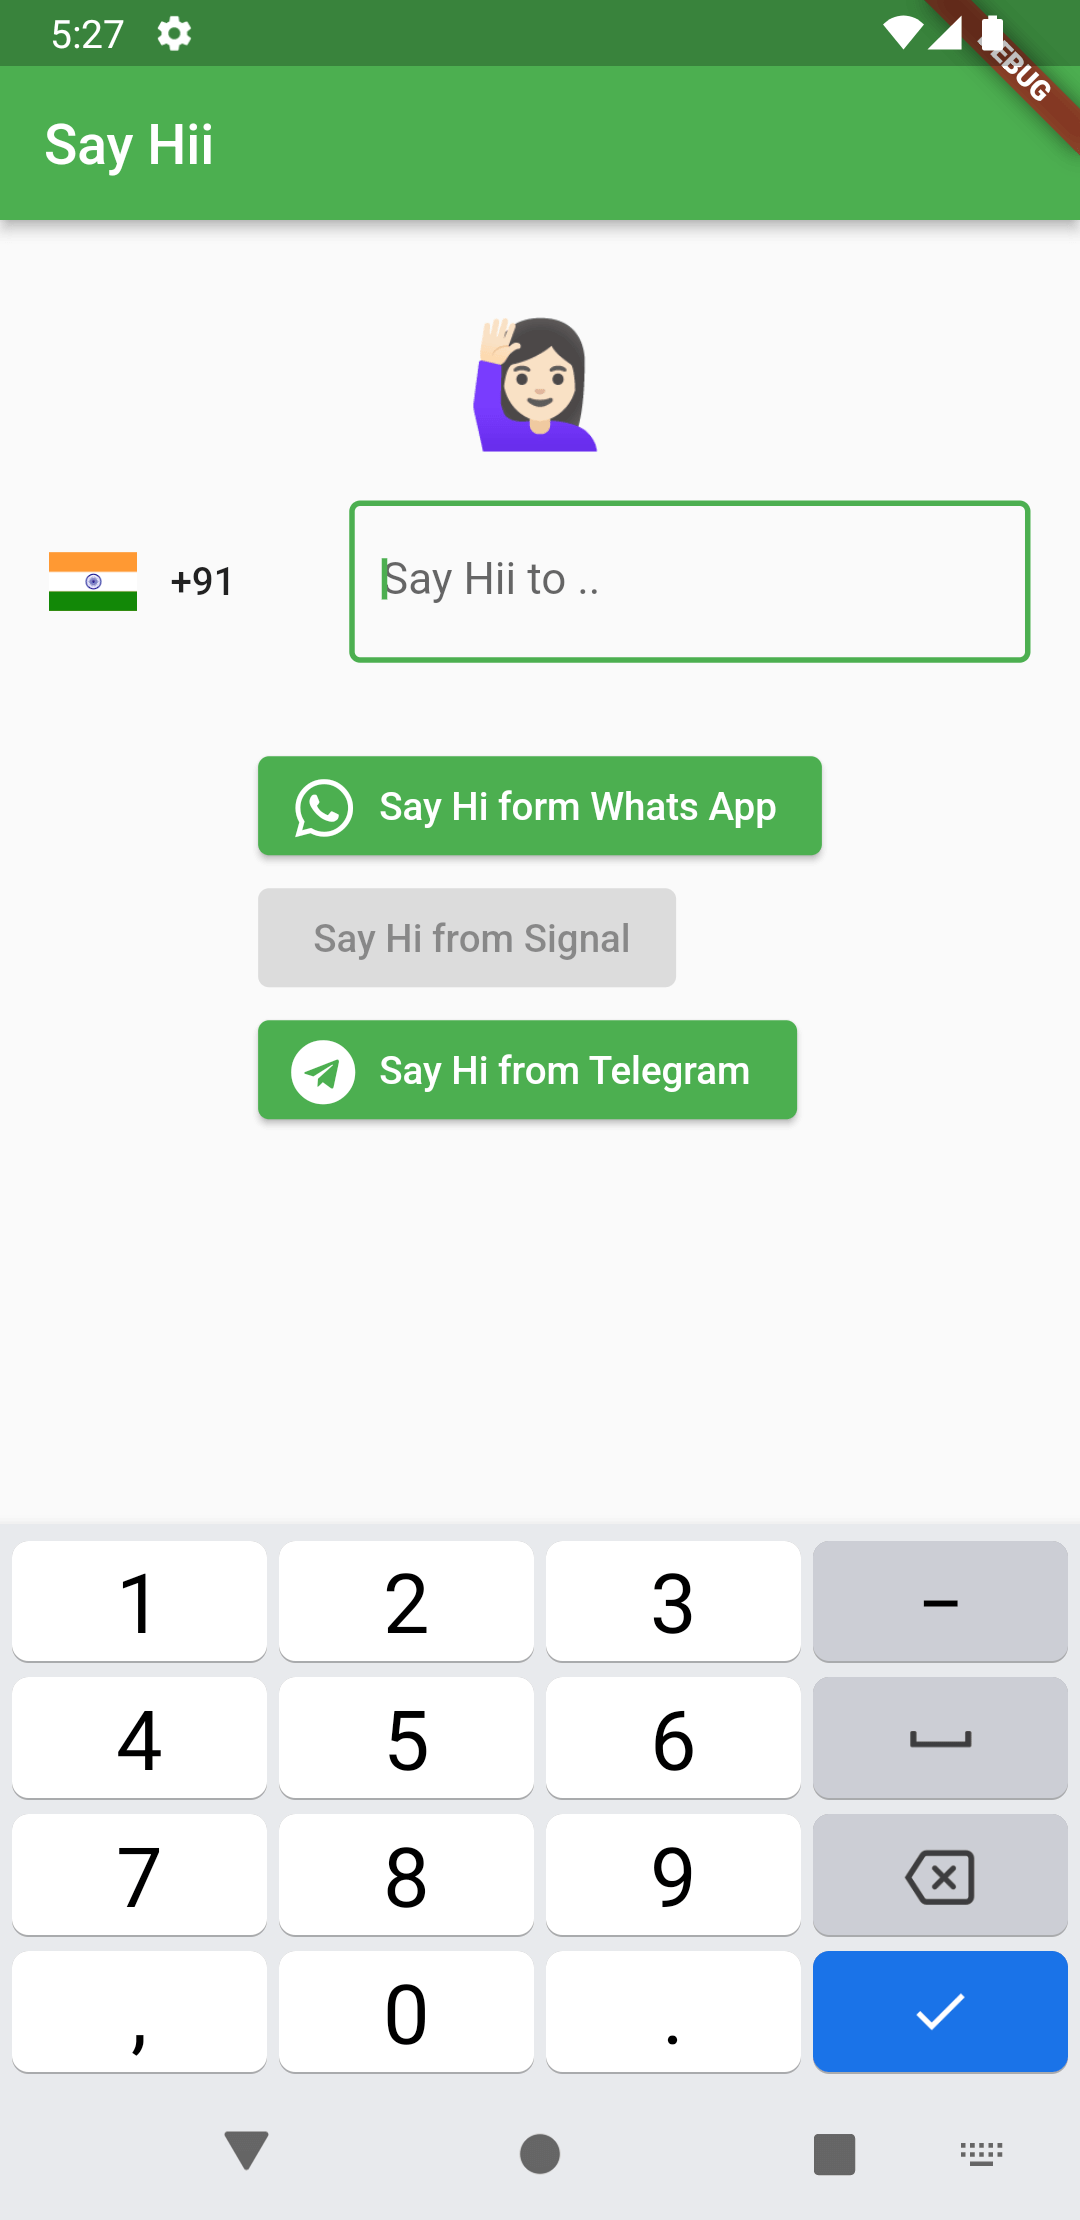 5:27
DEBUG
Say Hii
+91
Say Hii to ..
Say Hi form Whats App
Say Hi from Signal
Say Hi from Telegram
1 2 3 –
4 5 6
7 8 9
, 0 .